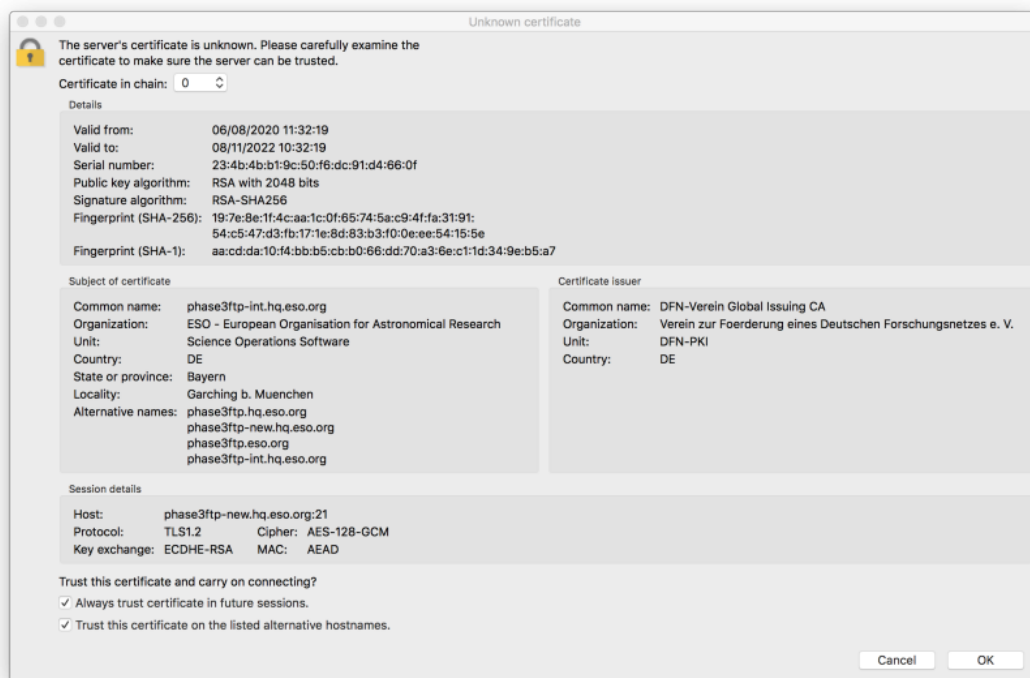 Unknown certificate
The server's certificate is unknown. Please carefully examine the
certificate to make sure the server can be trusted.
Certificate in chain: 0
Details
Valid from: 06/08/2020 11:32:19
Valid to: 08/11/2022 10:32:19
Serial number: 23:4b:4b:b1:9c:50:f6:dc:91:d4:66:0f
Public key algorithm: RSA with 2048 bits
Signature algorithm: RSA-SHA256
Fingerprint (SHA-256): 19:7e:8e:1f:4c:aa:1c:0f:65:74:5a:c9:4f:fa:31:91:
54:c5:47:d3:fb:17:1e:8d:83:b3:f0:0e:ee:54:15:5e
Fingerprint (SHA-1): aa:cd:da:10:f4:bb:b5:cb:b0:66:dd:70:a3:6e:c1:1d:34:9e:b5:a7
Subject of certificate
Common name: phase3ftp-int.hq.eso.org
Organization: ESO - European Organisation for Astronomical Research
Unit: Science Operations Software
Country: DE
State or province: Bayern
Locality: Garching b. Muenchen
Alternative names: phase3ftp.hq.eso.org
phase3ftp-new.hq.eso.org
phase3ftp.eso.org
phase3ftp-int.hq.eso.org
Certificate issuer
Common name: DFN-Verein Global Issuing CA
Organization: Verein zur Foerderung eines Deutschen Forschungsnetzes e. V.
Unit: DFN-PKI
Country: DE
Session details
Host: phase3ftp-new.hq.eso.org:21
Protocol: TLS1.2 Cipher: AES-128-GCM
Key exchange: ECDHE-RSA MAC: AEAD
Trust this certificate and carry on connecting?
Always trust certificate in future sessions.
Trust this certificate on the listed alternative hostnames.
Cancel OK